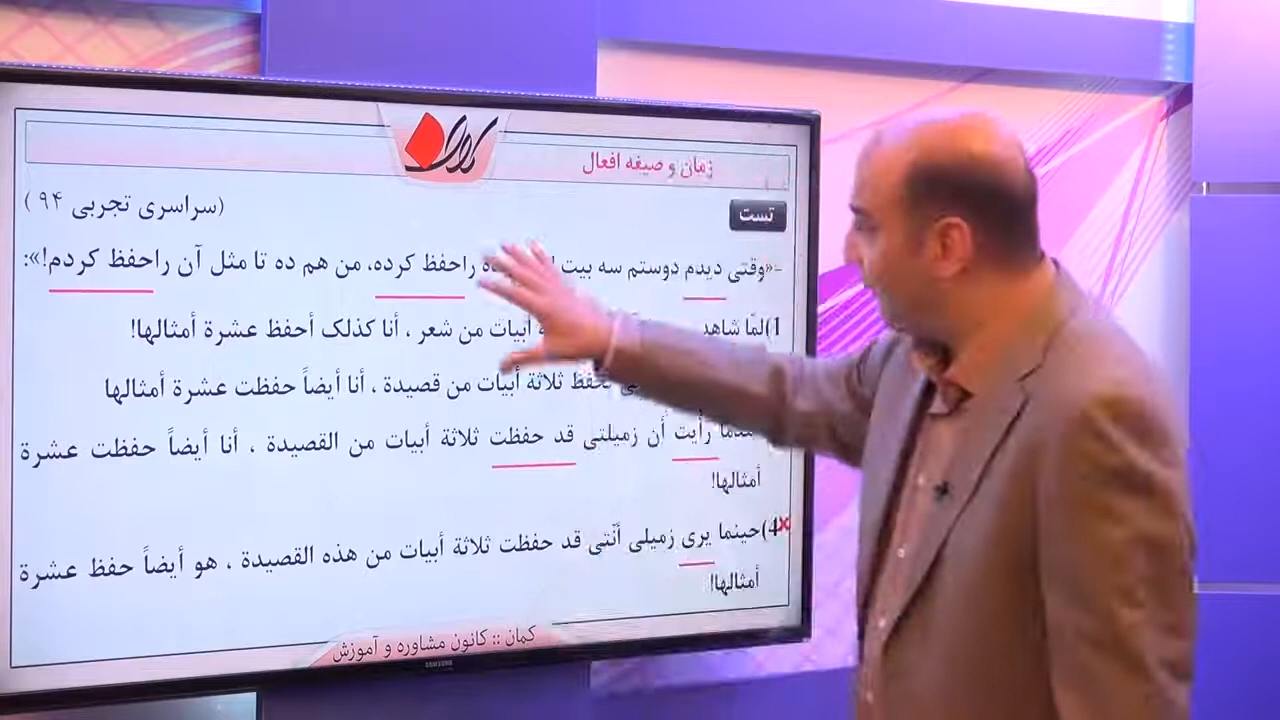 زمان و صیغه افعال
تست
(سراسری تجربی ۹۴ )
-«وقتی دیدم دوستم سه بیت راحفظ کرده، من هم ده تا مثل آن راحفظ کردم!»:
1)لمّا شاهد أبیات من شعر ، أنا کذلک أحفظ عشرة أمثالها!
تحفظ ثلاثة أبیات من قصیدة ، أنا أیضاً حفظت عشرة أمثالها
رأیت أن زمیلتی قد حفظت ثلاثة أبیات من القصیدة ، أنا أیضاً حفظت عشرة
أمثالها!
4)حینما یری زمیلی أنّتی قد حفظت ثلاثة أبیات من هذه القصیدة ، هو أیضاً حفظ عشرة
أمثالها!
کمان :: کانون مشاوره و آموزش
SAMSUNG